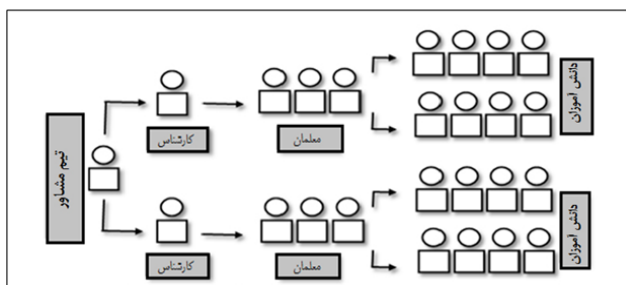 تیم مشاور
کارشناس
معلمان
دانش آموزان
کارشناس
معلمان
دانش آموزان